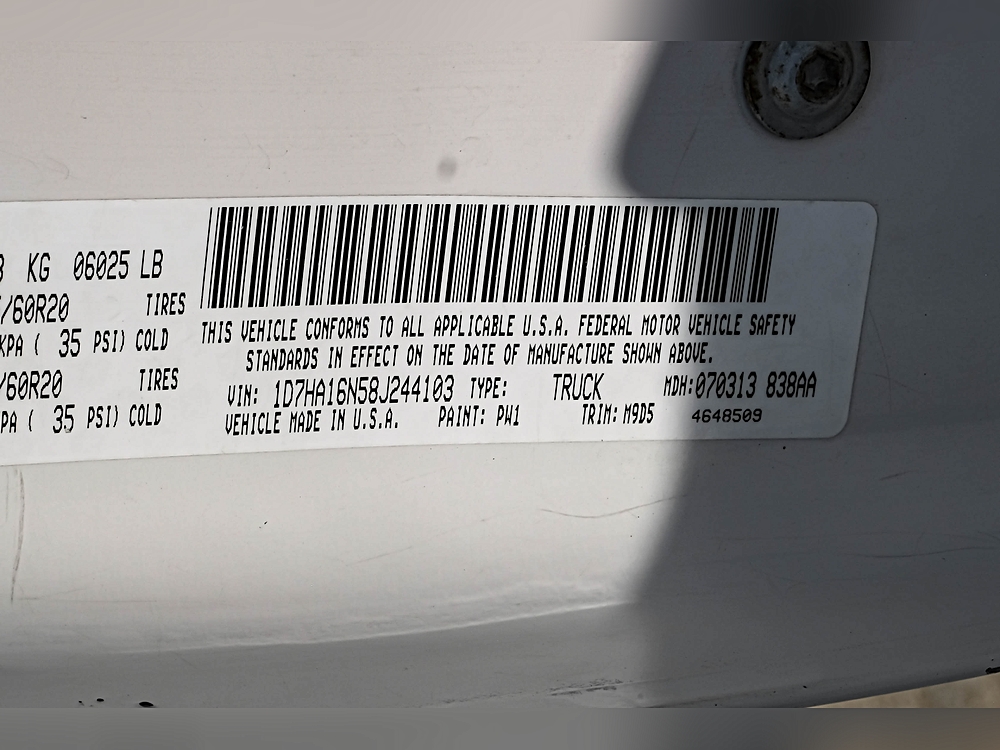 KG 06025 LB
/60R20 TIRES
KPA ( 35 PSI) COLD
/60R20 TIRES
PA ( 35 PSI) COLD
THIS VEHICLE CONFORMS TO ALL APPLICABLE U.S.A. FEDERAL MOTOR VEHICLE SAFETY
STANDARDS IN EFFECT ON THE DATE OF MANUFACTURE SHOWN ABOVE.
VIN: 1D7HA16N58J244103 TYPE: TRUCK MDH:070313 838AA
VEHICLE MADE IN U.S.A. PAINT: PW1 TRIM: M9D5 4648509